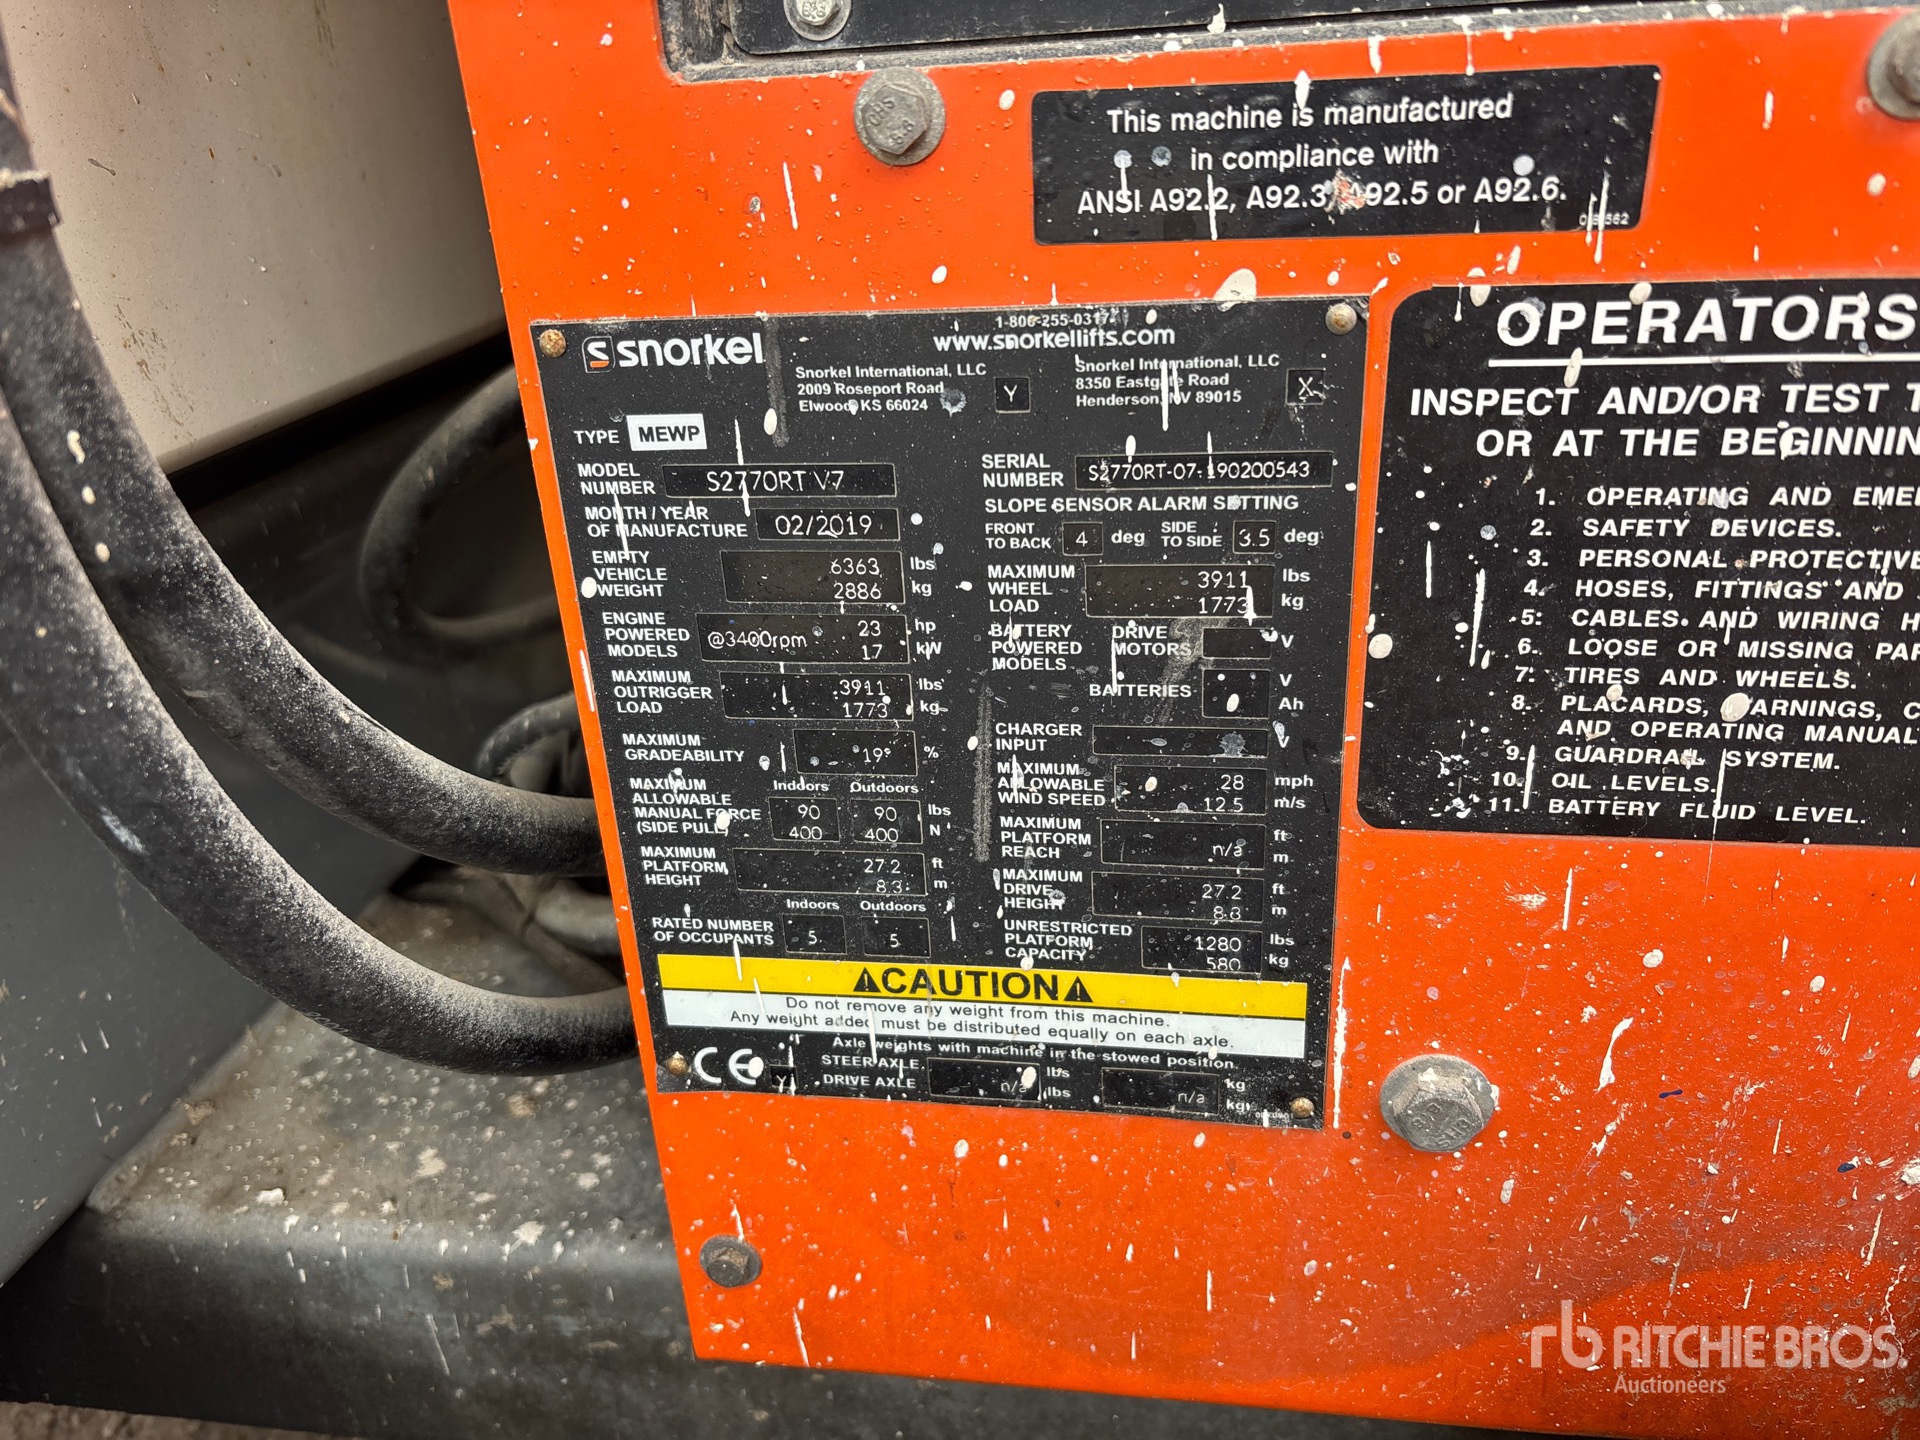 This machine is manufactured
in compliance with
ANSI A92.2, A92.3, A92.5 or A92.6.
snorkel
1-800-255-0317
www.snorkellifts.com
Snorkel International, LLC
2009 Roseport Road
Elwood, KS 66024
Y
Snorkel International, LLC
8350 Eastgate Road
Henderson, NV 89015
X
TYPE MEWP
MODEL NUMBER S2770RT V7
MONTH / YEAR OF MANUFACTURE 02/2019
EMPTY VEHICLE WEIGHT 6363 lbs
2886 kg
ENGINE POWERED MODELS @3400rpm 23 hp
17 kW
MAXIMUM OUTRIGGER LOAD 3911 lbs
1773 kg
MAXIMUM GRADEABILITY 19° %
Indoors Outdoors
MAXIMUM ALLOWABLE MANUAL FORCE (SIDE PULL) 90 90 lbs
400 400 N
MAXIMUM PLATFORM HEIGHT 27.2 ft
8.3 m
Indoors Outdoors
RATED NUMBER OF OCCUPANTS 5 5
SERIAL NUMBER S2770RT-07-190200543
SLOPE SENSOR ALARM SETTING
FRONT TO BACK 4 deg SIDE TO SIDE 3.5 deg
MAXIMUM WHEEL LOAD 3911 lbs
1773 kg
BATTERY POWERED MODELS DRIVE MOTORS V
BATTERIES V
Ah
CHARGER INPUT V
MAXIMUM ALLOWABLE WIND SPEED 28 mph
12.5 m/s
MAXIMUM PLATFORM REACH n/a ft
m
MAXIMUM DRIVE HEIGHT 27.2 ft
8.3 m
UNRESTRICTED PLATFORM CAPACITY 1280 lbs
580 kg
CAUTION
Do not remove any weight from this machine.
Any weight added must be distributed equally on each axle.
Axle weights with machine in the stowed position.
CE Y
STEER AXLE lbs kg
DRIVE AXLE n/a lbs n/a kg
OPERATORS
INSPECT AND/OR TEST
OR AT THE BEGINNIN
1. OPERATING AND EME
2. SAFETY DEVICES.
3. PERSONAL PROTECTIVE
4. HOSES, FITTINGS AND
5. CABLES AND WIRING H
6. LOOSE OR MISSING PA
7. TIRES AND WHEELS.
8. PLACARDS, WARNINGS, C
AND OPERATING MANUAL
9. GUARDRAIL SYSTEM.
10. OIL LEVELS.
11. BATTERY FLUID LEVEL.
rb RITCHIE BROS.
Auctioneers